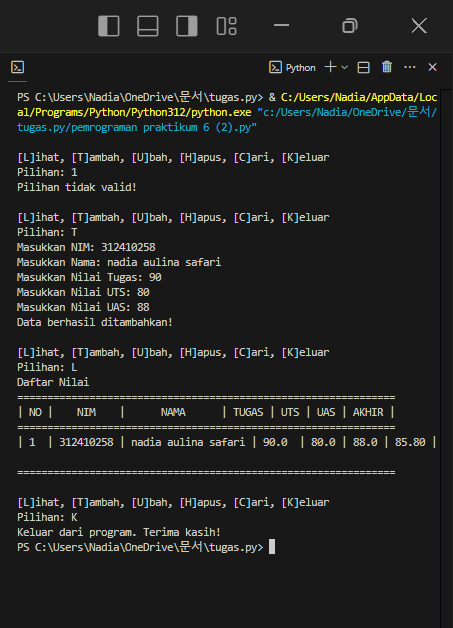 Python
PS C:\Users\Nadia\OneDrive\문서\tugas.py> & C:/Users/Nadia/AppData/Loc
al/Programs/Python/Python312/python.exe "c:/Users/Nadia/OneDrive/문서/
tugas.py/pemrograman praktikum 6 (2).py"
[L]ihat, [T]ambah, [U]bah, [H]apus, [C]ari, [K]eluar
Pilihan: 1
Pilihan tidak valid!
[L]ihat, [T]ambah, [U]bah, [H]apus, [C]ari, [K]eluar
Pilihan: T
Masukkan NIM: 312410258
Masukkan Nama: nadia aulina safari
Masukkan Nilai Tugas: 90
Masukkan Nilai UTS: 80
Masukkan Nilai UAS: 88
Data berhasil ditambahkan!
[L]ihat, [T]ambah, [U]bah, [H]apus, [C]ari, [K]eluar
Pilihan: L
Daftar Nilai
===============================================================
| NO |    NIM    |      NAMA      | TUGAS | UTS | UAS | AKHIR |
===============================================================
| 1  | 312410258 | nadia aulina safari | 90.0  | 80.0 | 88.0 | 85.80 |
===============================================================
[L]ihat, [T]ambah, [U]bah, [H]apus, [C]ari, [K]eluar
Pilihan: K
Keluar dari program. Terima kasih!
PS C:\Users\Nadia\OneDrive\문서\tugas.py>